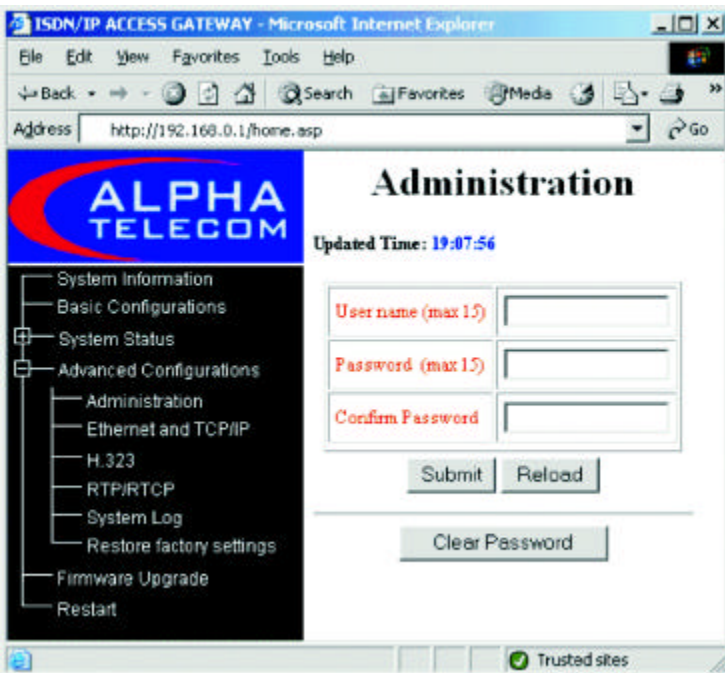 ISDN/IP ACCESS GATEWAY - Microsoft Internet Explorer
File Edit View Favorites Tools Help
Back Search Favorites Media »
Address http://192.168.0.1/home.asp Go
ALPHA
TELECOM
System Information
Basic Configurations
System Status
Advanced Configurations
Administration
Ethernet and TCP/IP
H.323
RTP/RTCP
System Log
Restore factory settings
Firmware Upgrade
Restart
Administration
Updated Time: 19:07:56
User name (max 15)
Password (max 15)
Confirm Password
Submit Reload
Clear Password
Trusted sites